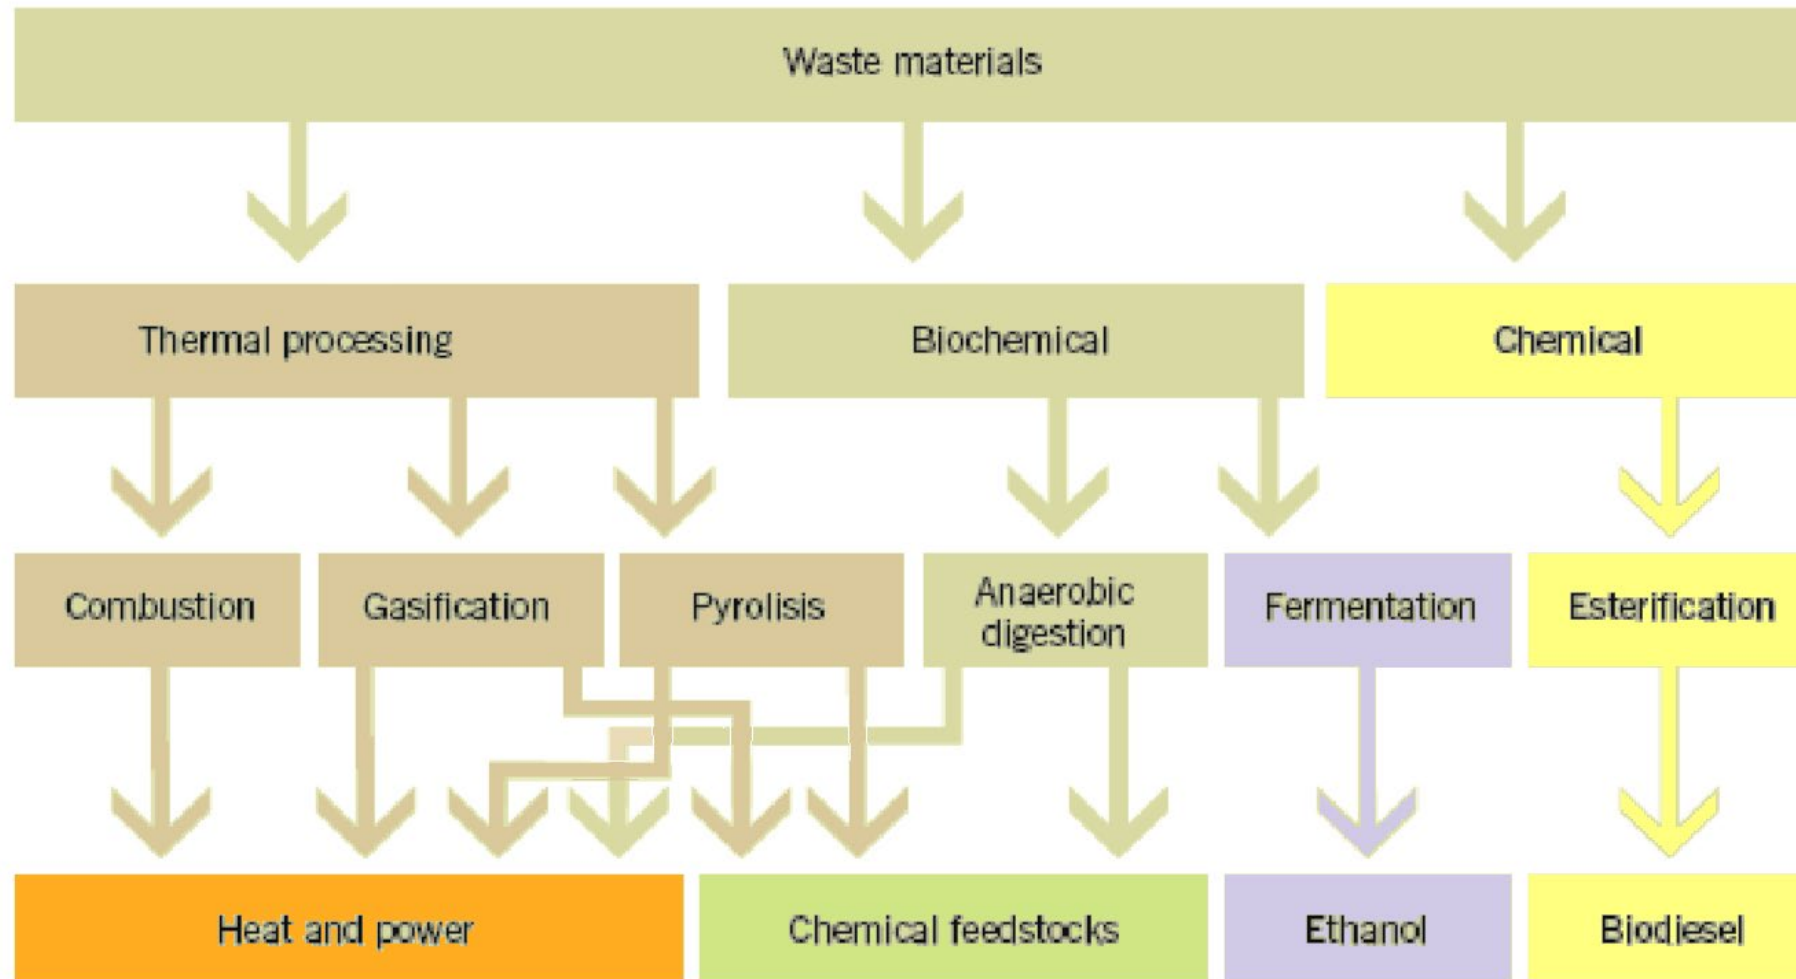 Waste materials
Thermal processing
Biochemical
Chemical
Combustion
Gasification
Pyrolisis
Anaerobic
digestion
Fermentation
Esterification
Heat and power
Chemical feedstocks
Ethanol
Biodiesel